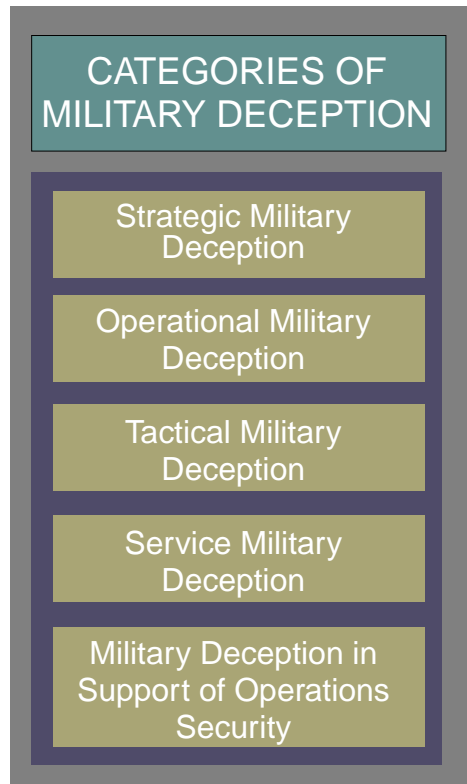 CATEGORIES OF
MILITARY DECEPTION
Strategic Military
Deception
Operational Military
Deception
Tactical Military
Deception
Service Military
Deception
Military Deception in
Support of Operations
Security